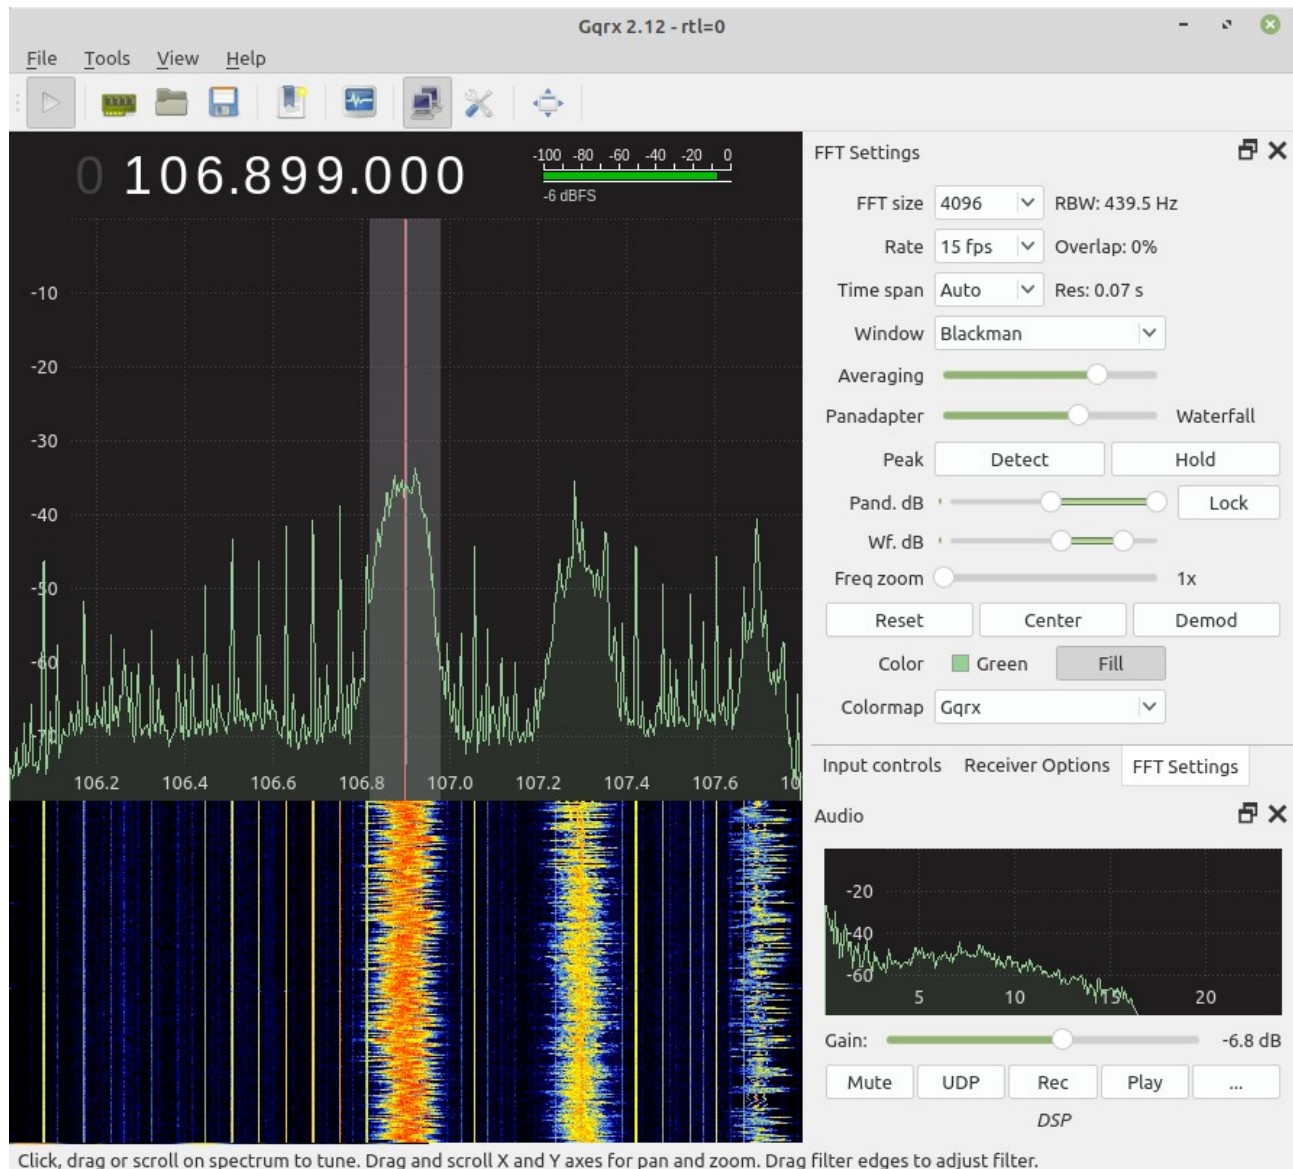 Gqrx 2.12 - rtl=0
File Tools View Help
0 106.899.000
-100 -80 -60 -40 -20 0
-6 dBFS
-10
-20
-30
-40
-50
-60
-70
106.2 106.4 106.6 106.8 107.0 107.2 107.4 107.6 10
FFT Settings
FFT size 4096 RBW: 439.5 Hz
Rate 15 fps Overlap: 0%
Time span Auto Res: 0.07 s
Window Blackman
Averaging
Panadapter Waterfall
Peak Detect Hold
Pand. dB Lock
Wf. dB
Freq zoom 1x
Reset Center Demod
Color Green Fill
Colormap Gqrx
Input controls Receiver Options FFT Settings
Audio
-20
-40
-60
5 10 15 20
Gain: -6.8 dB
Mute UDP Rec Play ...
DSP
Click, drag or scroll on spectrum to tune. Drag and scroll X and Y axes for pan and zoom. Drag filter edges to adjust filter.